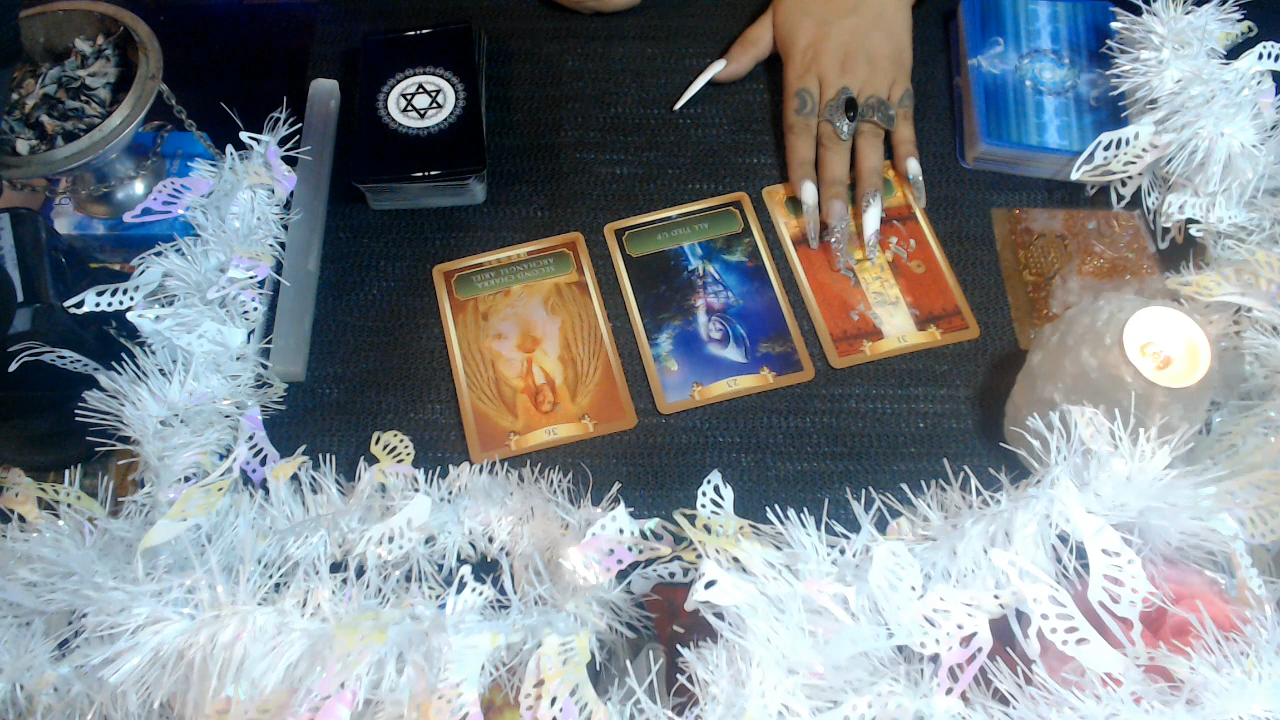 SECOND CHAKRA
ARCHANGEL ARIEL
36
ALL TIED UP
23
31